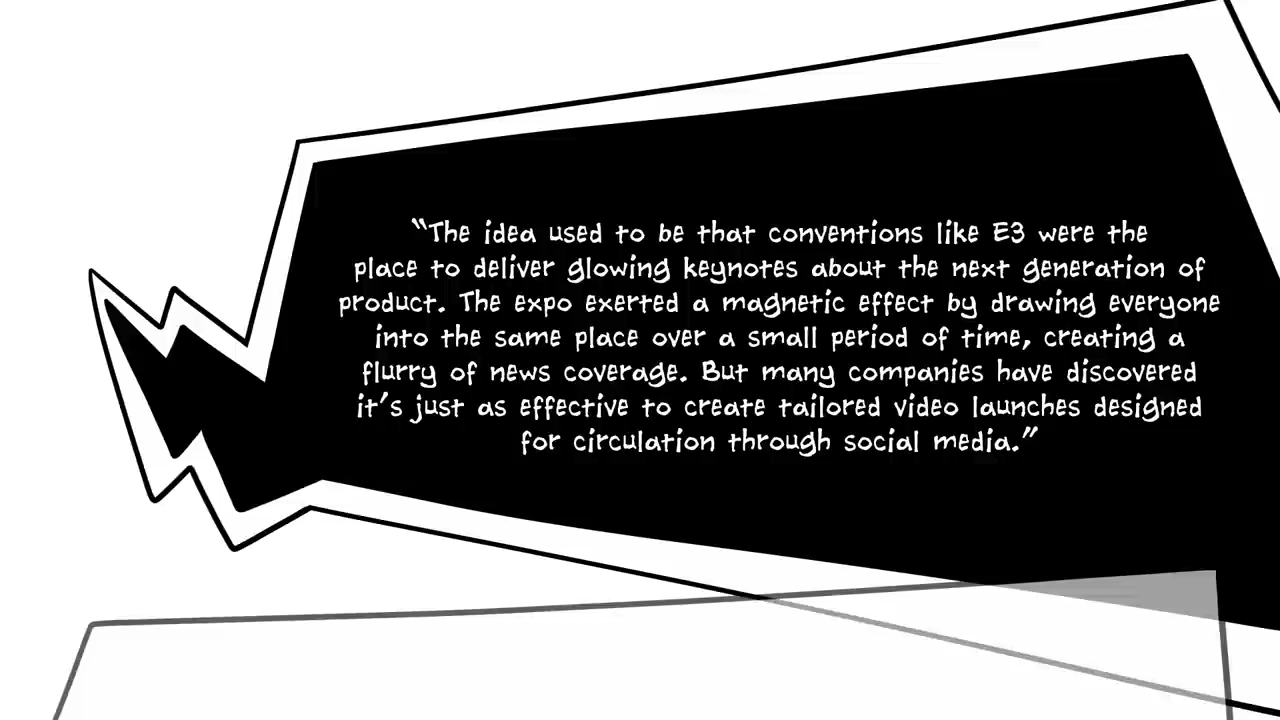 “The idea used to be that conventions like E3 were the
place to deliver glowing keynotes about the next generation of
product. The expo exerted a magnetic effect by drawing everyone
into the same place over a small period of time, creating a
flurry of news coverage. But many companies have discovered
it's just as effective to create tailored video launches designed
for circulation through social media.”